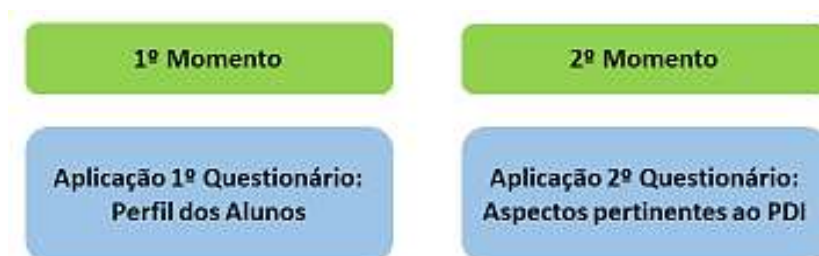 1º Momento
2º Momento
Aplicação 1º Questionário:
Perfil dos Alunos
Aplicação 2º Questionário:
Aspectos pertinentes ao PDI